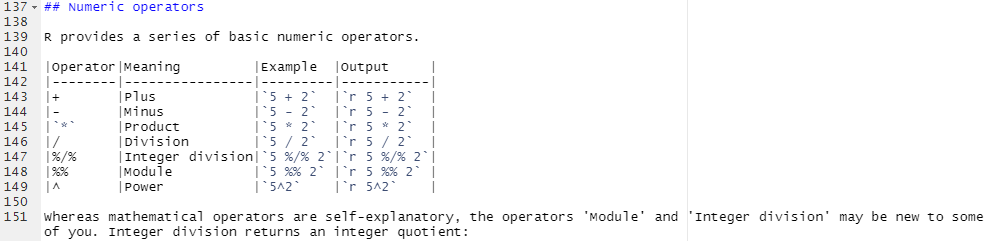 137 ## Numeric operators
138
139 R provides a series of basic numeric operators.
140
141 |Operator|Meaning         |Example  |Output     |
142 |--------|----------------|---------|-----------|
143 |+       |Plus            |`5 + 2`  |`r 5 + 2`  |
144 |-       |Minus           |`5 - 2`  |`r 5 - 2`  |
145 |`*`     |Product         |`5 * 2`  |`r 5 * 2`  |
146 |/       |Division        |`5 / 2`  |`r 5 / 2`  |
147 |%/%     |Integer division|`5 %/% 2`|`r 5 %/% 2`|
148 |%%      |Module          |`5 %% 2` |`r 5 %% 2` |
149 |^       |Power           |`5^2`    |`r 5^2`    |
150
151 Whereas mathematical operators are self-explanatory, the operators 'Module' and 'Integer division' may be new to some
of you. Integer division returns an integer quotient: